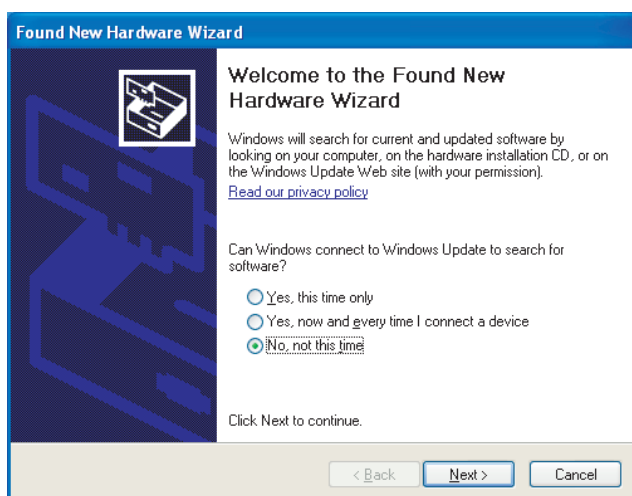 Found New Hardware Wizard
Welcome to the Found New
Hardware Wizard
Windows will search for current and updated software by
looking on your computer, on the hardware installation CD, or on
the Windows Update Web site (with your permission).
Read our privacy policy
Can Windows connect to Windows Update to search for
software?
Yes, this time only
Yes, now and every time I connect a device
No, not this time
Click Next to continue.
< Back
Next >
Cancel